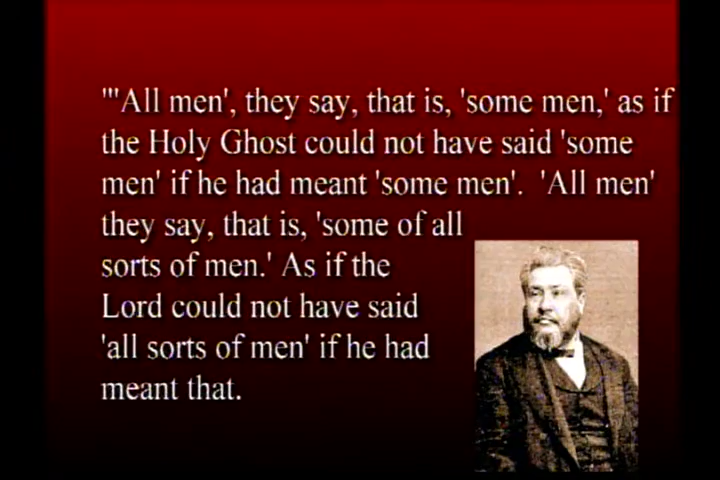 "'All men', they say, that is, 'some men,' as if
the Holy Ghost could not have said 'some
men' if he had meant 'some men'.  'All men'
they say, that is, 'some of all
sorts of men.' As if the
Lord could not have said
'all sorts of men' if he had
meant that.